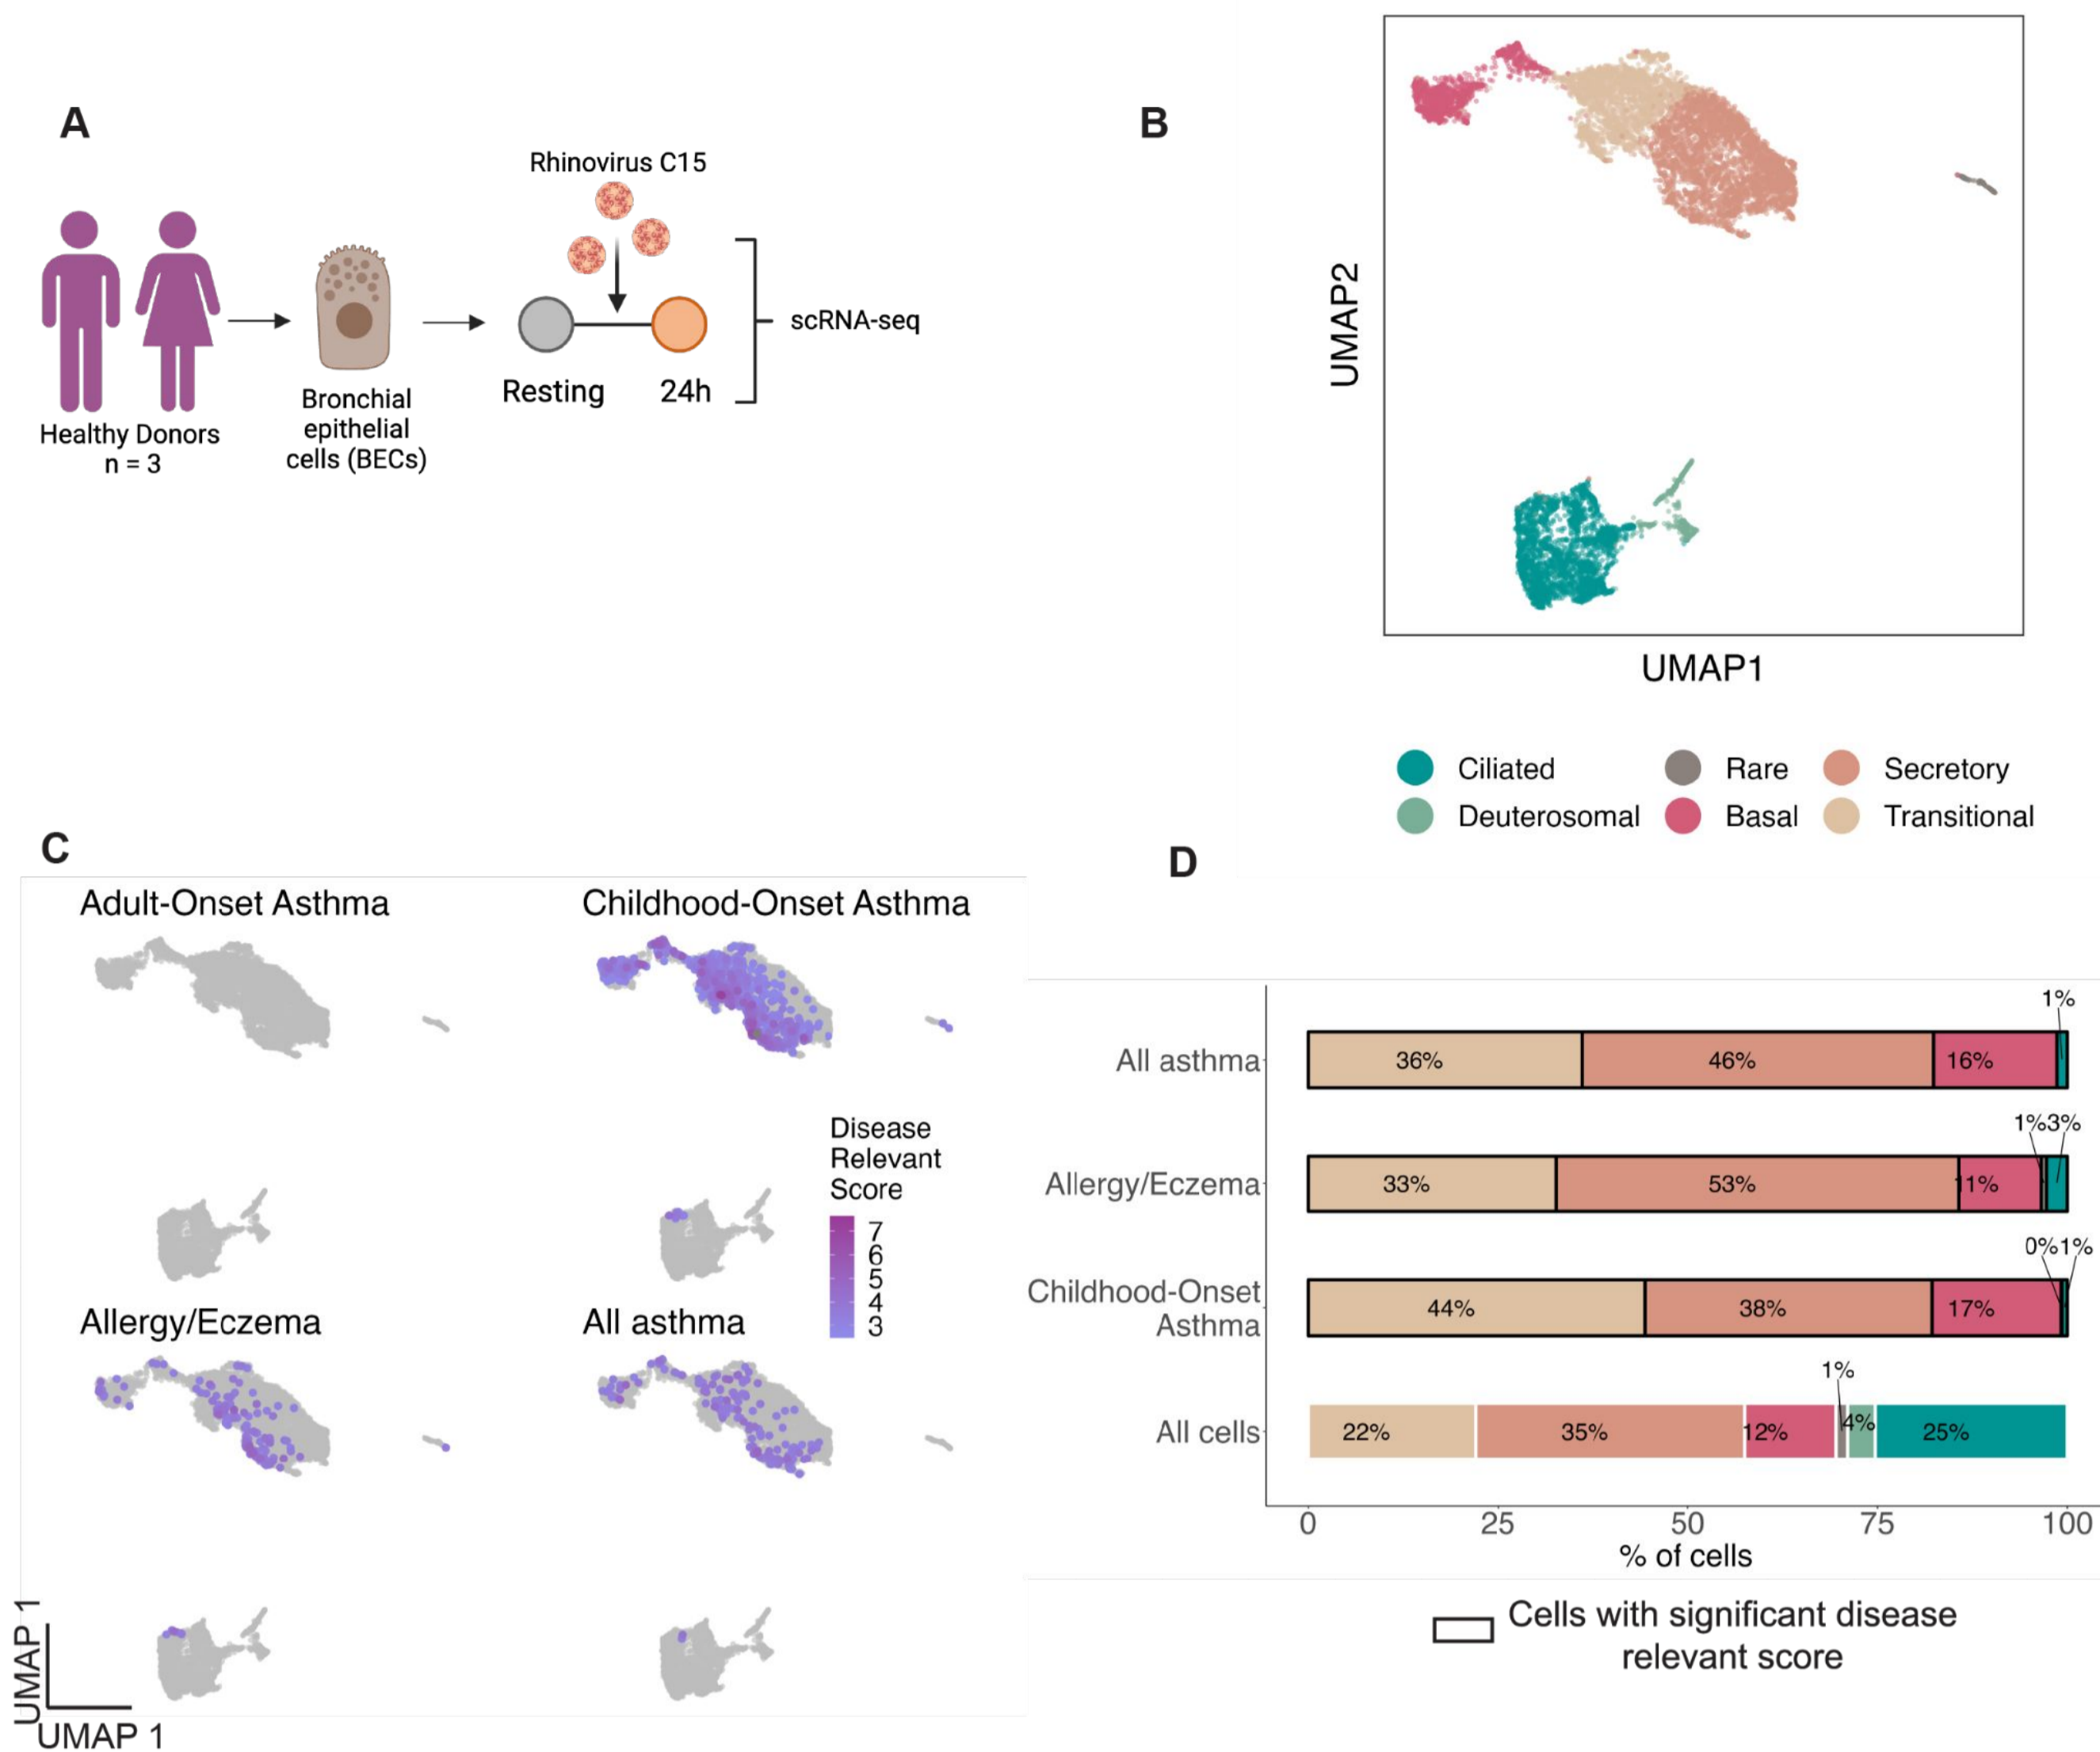 A
Rhinovirus C15
Healthy Donors
n = 3
Bronchial
epithelial
cells (BECs)
Resting
24h
scRNA-seq
B
UMAP2
UMAP1
Ciliated
Rare
Secretory
Deuterosomal
Basal
Transitional
C
Adult-Onset Asthma
Childhood-Onset Asthma
Disease
Relevant
Score
7
6
5
4
3
Allergy/Eczema
All asthma
UMAP 1
UMAP 1
D
1%
All asthma
36%
46%
16%
1%3%
Allergy/Eczema
33%
53%
11%
0%1%
Childhood-Onset
Asthma
44%
38%
17%
1%
All cells
22%
35%
12%
4%
25%
0
25
50
75
100
% of cells
Cells with significant disease
relevant score